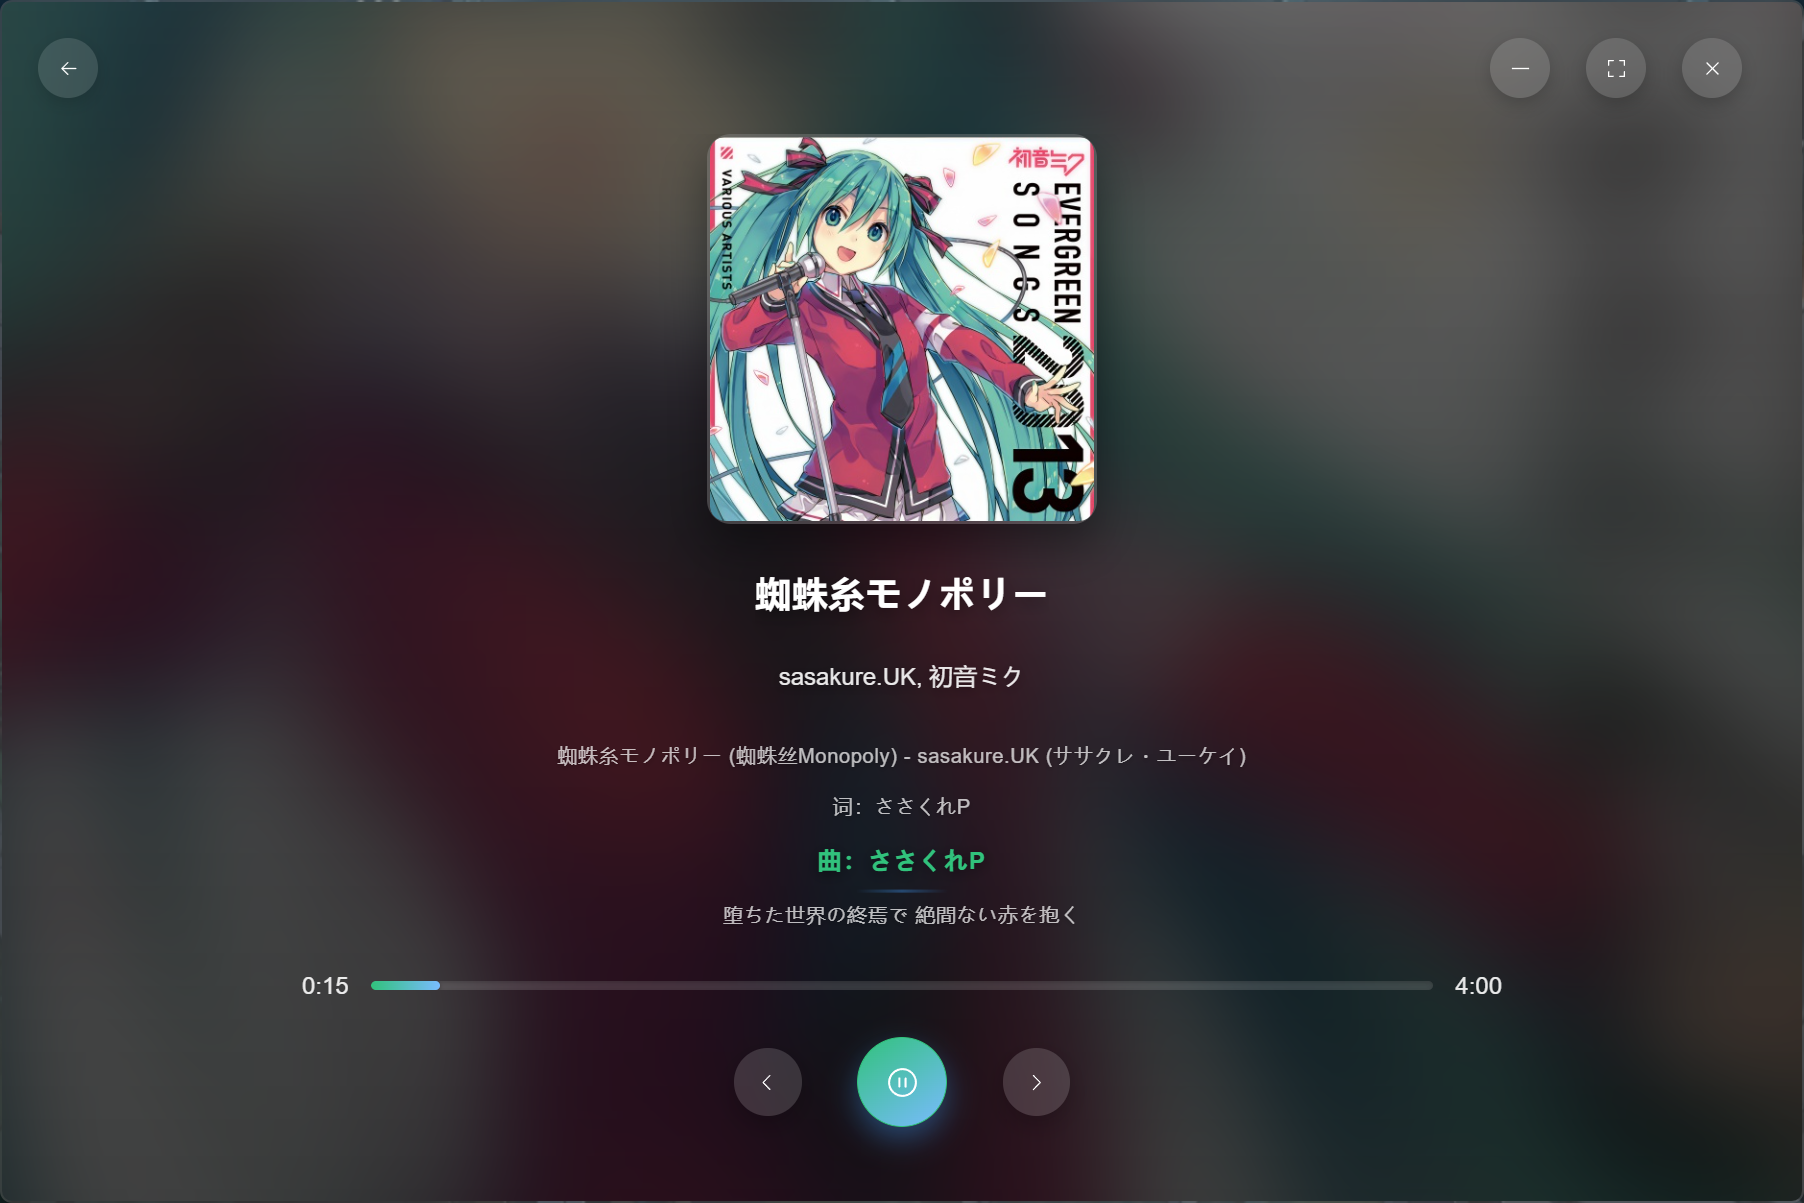 VARIOUS ARTISTS
初音ミク
EVERGREEN
SONGS
2013
蜘蛛糸モノポリー
sasakure.UK, 初音ミク
蜘蛛糸モノポリー (蜘蛛丝Monopoly) - sasakure.UK (ササクレ・ユーケイ)
词：ささくれP
曲：ささくれP
堕ちた世界の終焉で 絶間ない赤を抱く
0:15
4:00